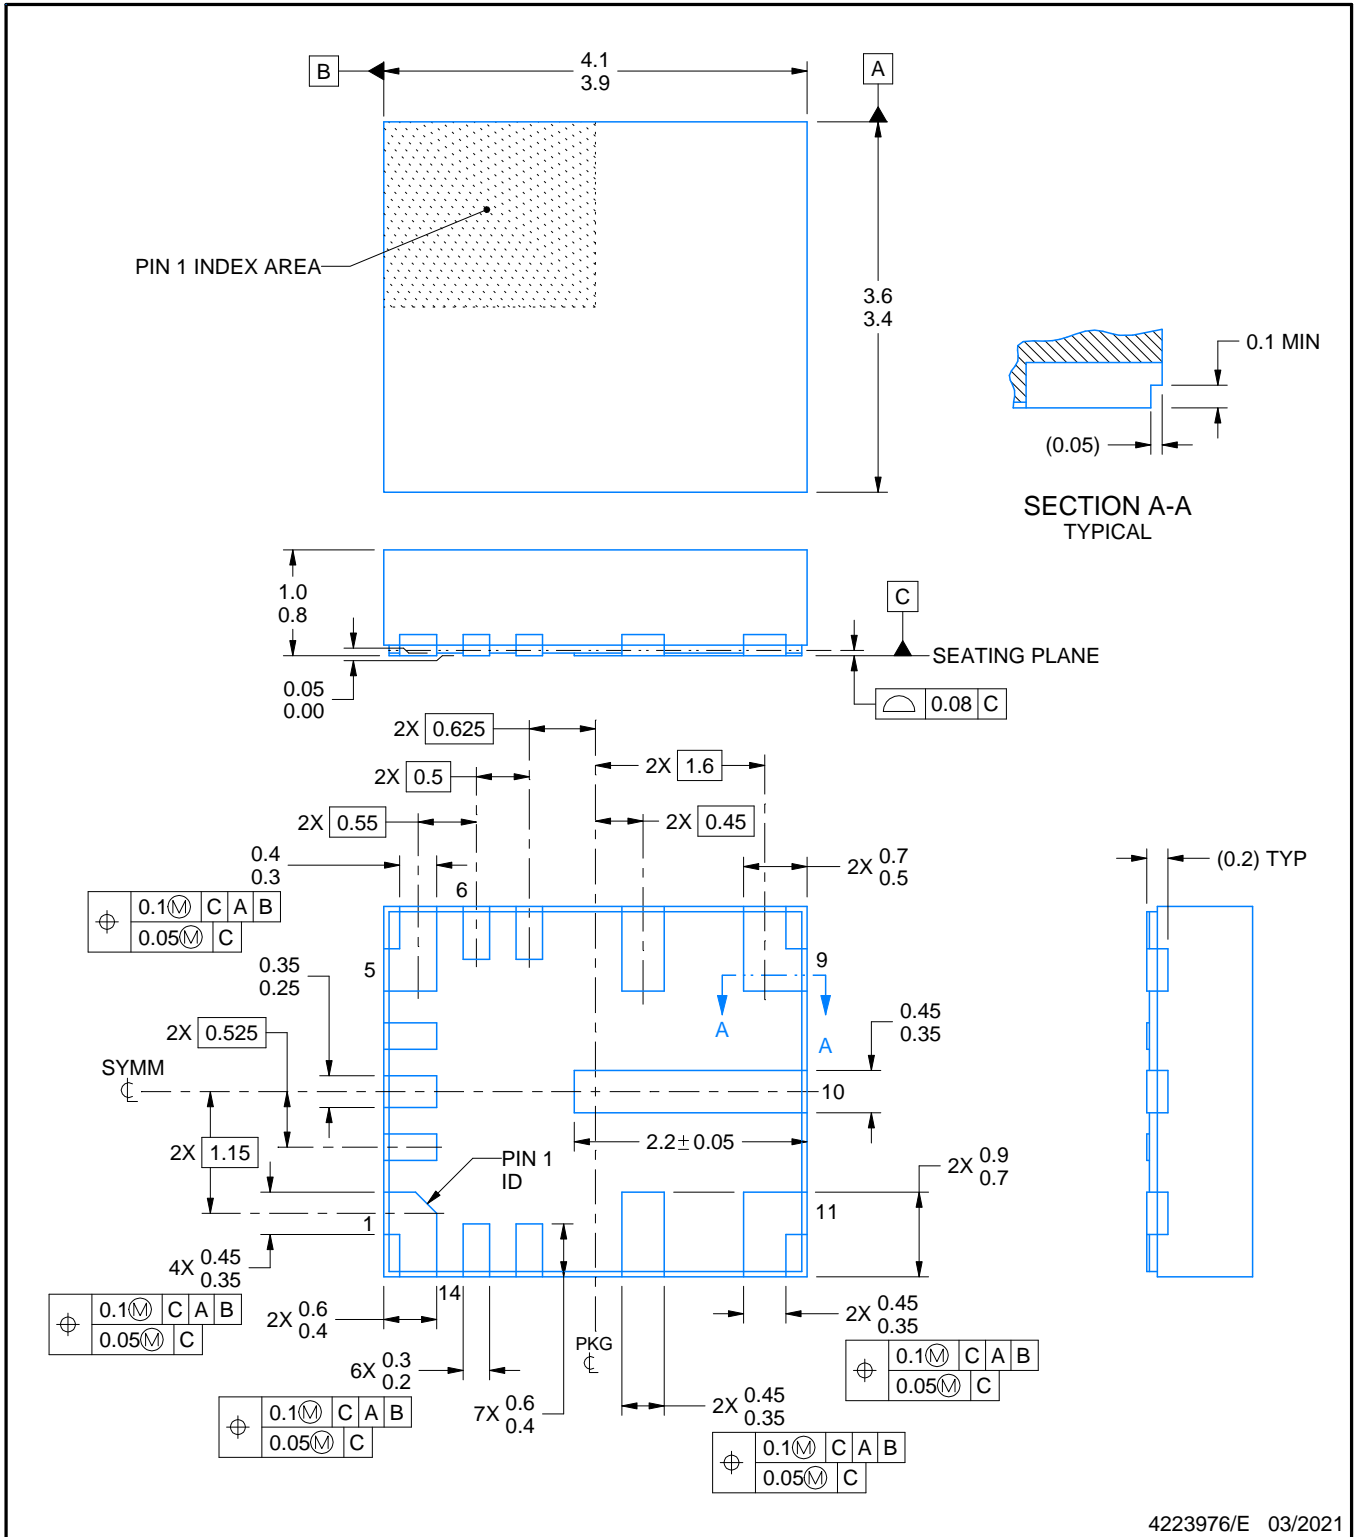 B
4.1
3.9
A
PIN 1 INDEX AREA
3.6
3.4
0.1 MIN
(0.05)
SECTION A-A
TYPICAL
1.0
0.8
C
SEATING PLANE
0.05
0.00
0.08 C
2X 0.625
2X 1.6
2X 0.5
2X 0.55
2X 0.45
0.4
0.3
2X 0.7
0.5
(0.2) TYP
6
0.1Ⓜ C A B
0.05Ⓜ C
5
9
0.35
0.25
A
A
0.45
0.35
2X 0.525
SYMM
℄
10
2.2±0.05
2X 1.15
PIN 1
ID
2X 0.9
0.7
1
11
4X 0.45
0.35
14
0.1Ⓜ C A B
0.05Ⓜ C
2X 0.6
0.4
2X 0.45
0.35
PKG
℄
0.1Ⓜ C A B
0.05Ⓜ C
6X 0.3
0.2
0.1Ⓜ C A B
0.05Ⓜ C
7X 0.6
0.4
2X 0.45
0.35
0.1Ⓜ C A B
0.05Ⓜ C
4223976/E 03/2021